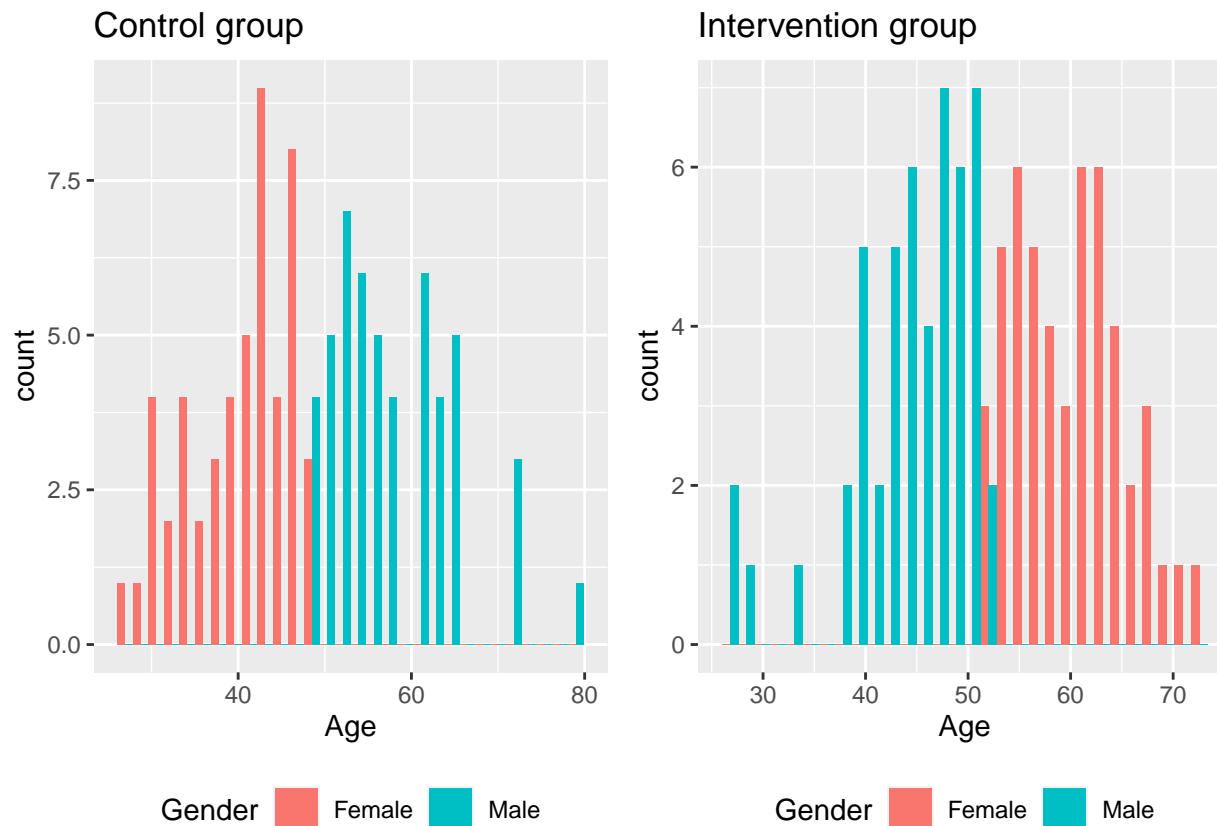 Control group
7.5
5.0
2.5
0.0
count
40 60 80
Age
Gender Female Male
Intervention group
6
4
2
0
count
30 40 50 60 70
Age
Gender Female Male